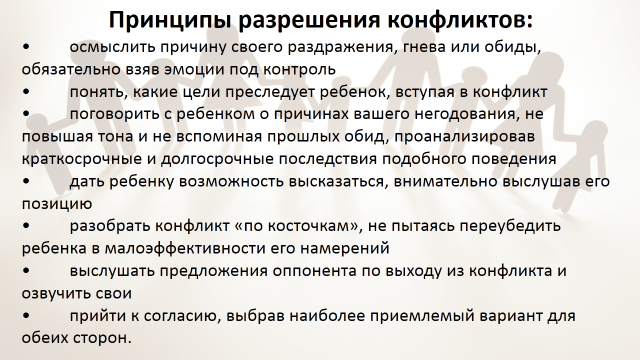 Принципы разрешения конфликтов:
• осмыслить причину своего раздражения, гнева или обиды,
обязательно взяв эмоции под контроль
• понять, какие цели преследует ребенок, вступая в конфликт
• поговорить с ребенком о причинах вашего негодования, не
повышая тона и не вспоминая прошлых обид, проанализировав
краткосрочные и долгосрочные последствия подобного поведения
• дать ребенку возможность высказаться, внимательно выслушав его
позицию
• разобрать конфликт «по косточкам», не пытаясь переубедить
ребенка в малоэффективности его намерений
• выслушать предложения оппонента по выходу из конфликта и
озвучить свои
• прийти к согласию, выбрав наиболее приемлемый вариант для
обеих сторон.